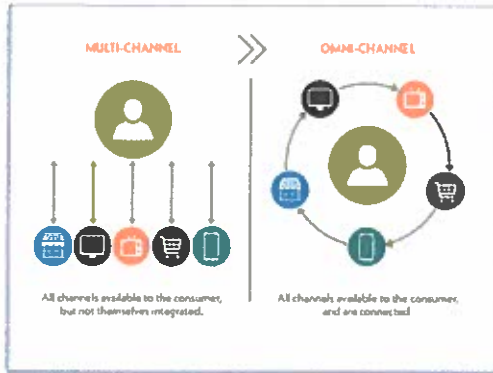 MULTI-CHANNEL
OMNI-CHANNEL
All channels available to the consumer,
but not themselves integrated.
All channels available to the consumer,
and are connected